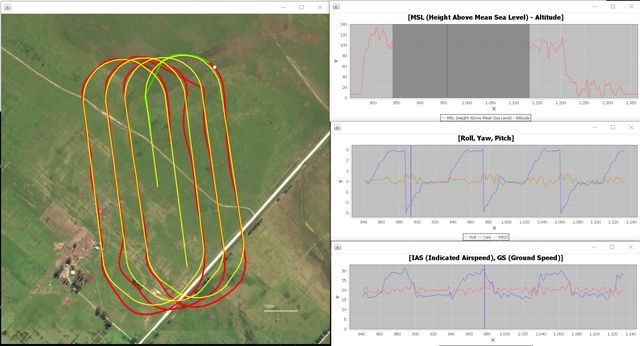 [MSL (Height Above Mean Sea Level) - Altitude]
Y
140
120
100
80
60
40
20
0
800 850 900 950 1.000 1.050 1.100 1.150 1.200 1.250 1.300 1.350
X
MSL (Height Above Mean Sea Level) - Altitude
[Roll, Yaw, Pitch]
Y
3
2
1
0
-1
-2
-3
840 860 880 900 920 940 960 980 1.000 1.020 1.040 1.060 1.080 1.100 1.120 1.140
X
Roll Yaw Pitch
[IAS (Indicated Airspeed), GS (Ground Speed)]
Y
30
25
20
15
10
5
0
840 860 880 900 920 940 960 980 1.000 1.020 1.040 1.060 1.080 1.100 1.120 1.140
X